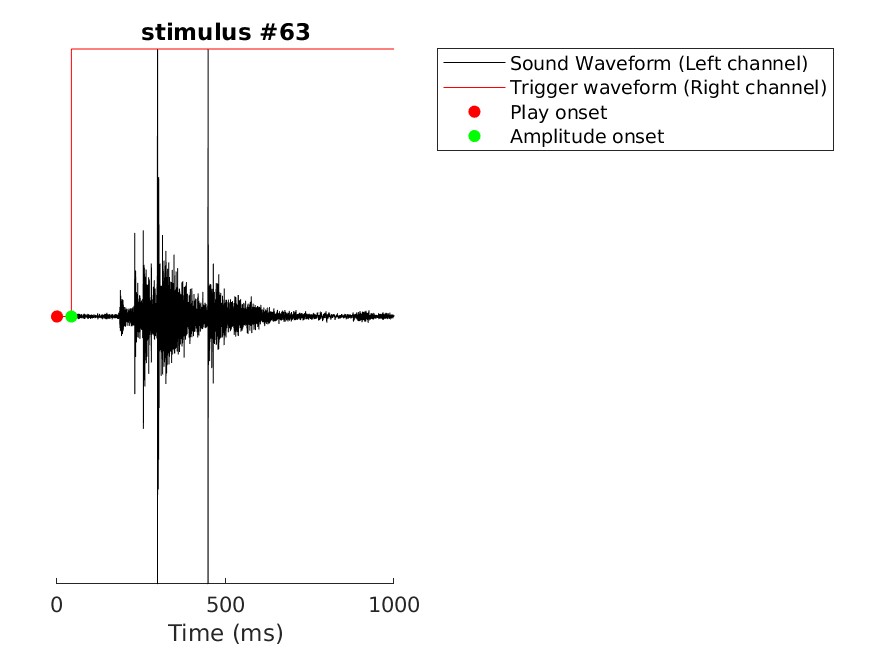 stimulus #63
Sound Waveform (Left channel)
Trigger waveform (Right channel)
Play onset
Amplitude onset
0
500
1000
Time (ms)